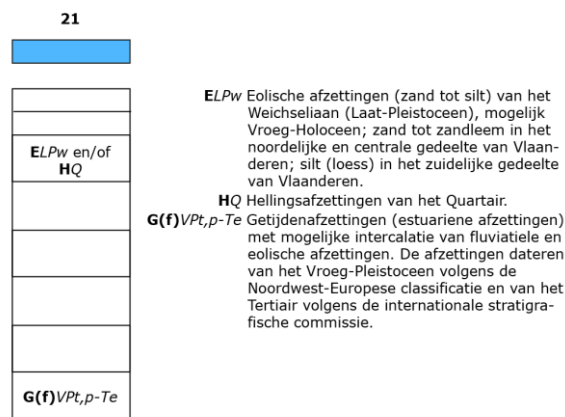 21
ELPw en/of
HQ
G(f)VPt,p-Te
ELPw Eolische afzettingen (zand tot silt) van het
Weichseliaan (Laat-Pleistoceen), mogelijk
Vroeg-Holoceen; zand tot zandleem in het
noordelijke en centrale gedeelte van Vlaan-
deren; silt (loess) in het zuidelijke gedeelte
van Vlaanderen.
HQ Hellingsafzettingen van het Quartair.
G(f)VPt,p-Te Getijdenafzettingen (estuariene afzettingen)
met mogelijke intercalatie van fluviatiele en
eolische afzettingen. De afzettingen dateren
van het Vroeg-Pleistoceen volgens de
Noordwest-Europese classificatie en van het
Tertiair volgens de internationale stratigra-
fische commissie.